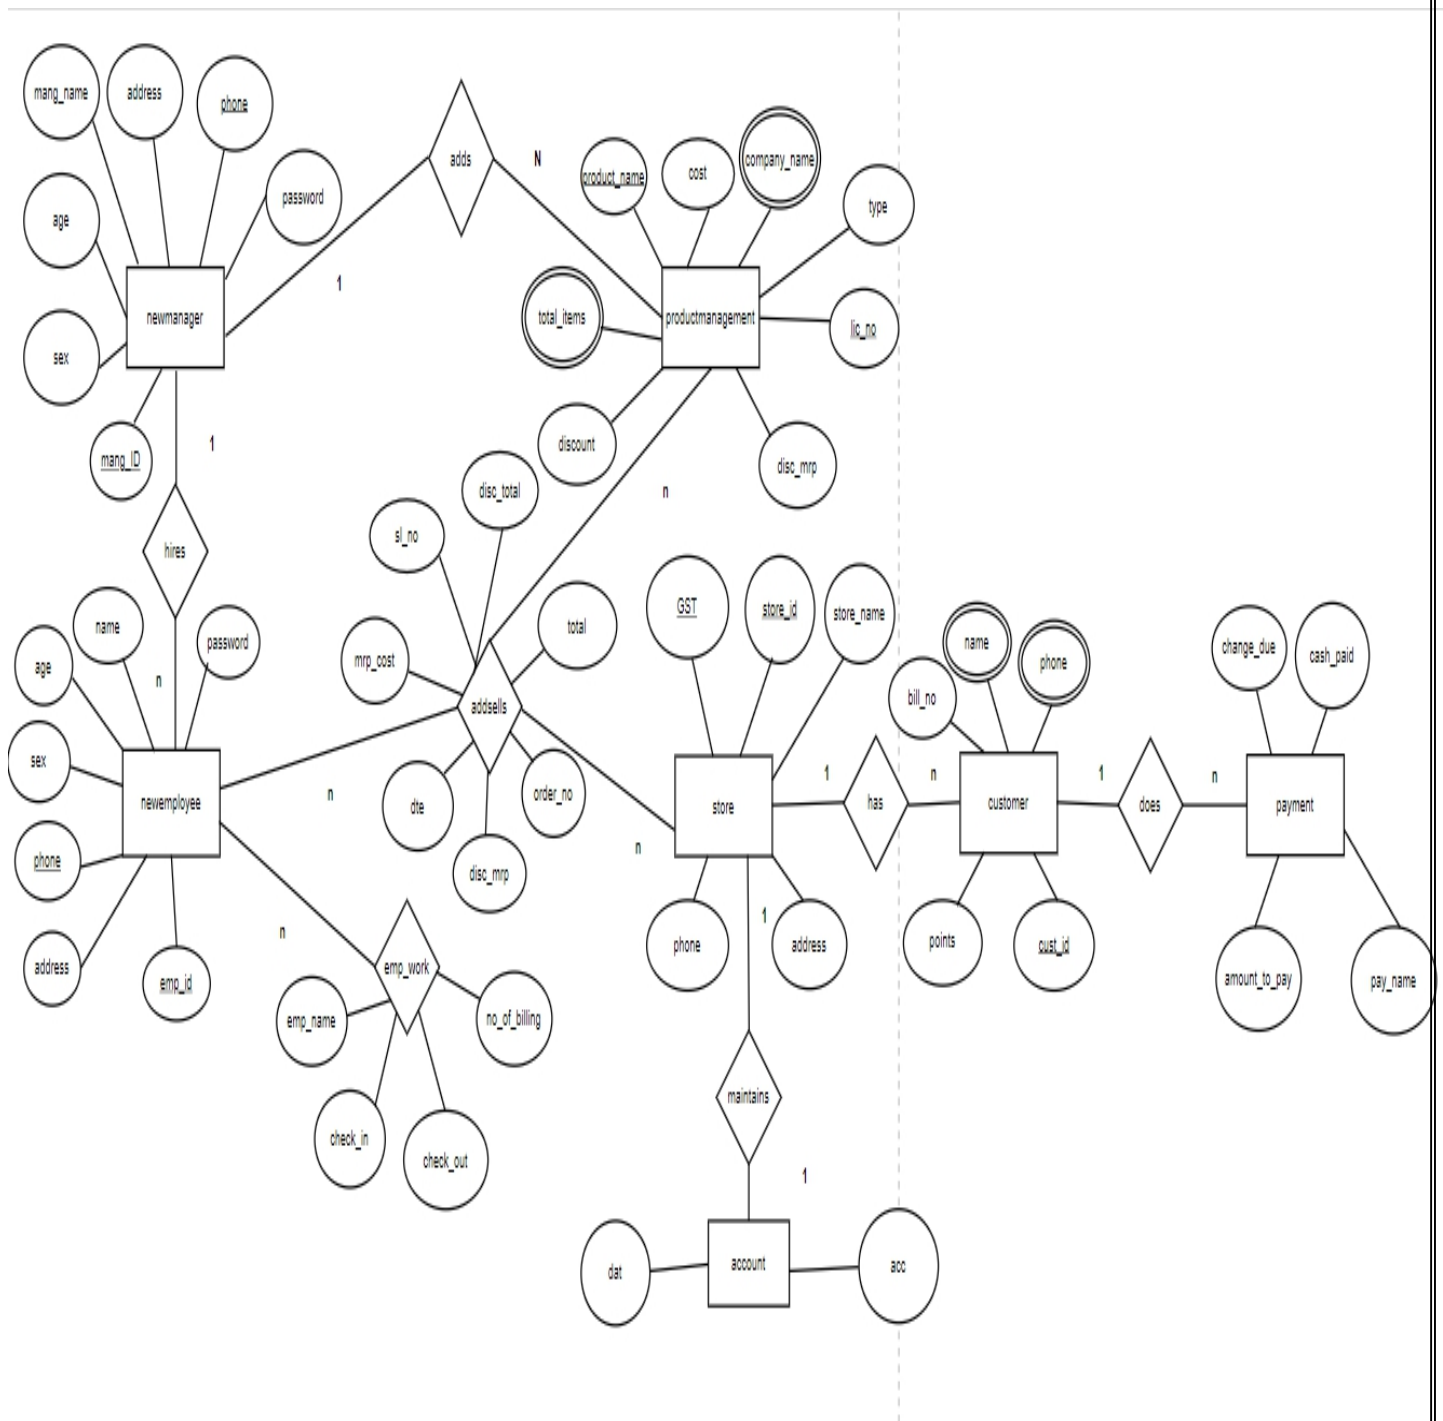 mang_name
address
phone
password
age
sex
newmanager
mang_ID
1
adds
N
1
product_name
cost
company_name
type
total_items
productmanagement
lic_no
discount
disc_mrp
hires
n
name
password
age
sex
newemployee
phone
address
emp_id
n
sl_no
disc_total
mrp_cost
total
addsells
dte
order_no
disc_mrp
n
n
n
emp_work
emp_name
no_of_billing
check_in
check_out
GST
store_id
store_name
store
phone
address
1
has
n
bill_no
name
phone
customer
points
cust_id
1
does
n
change_due
cash_paid
payment
amount_to_pay
pay_name
1
maintains
1
dat
account
acc